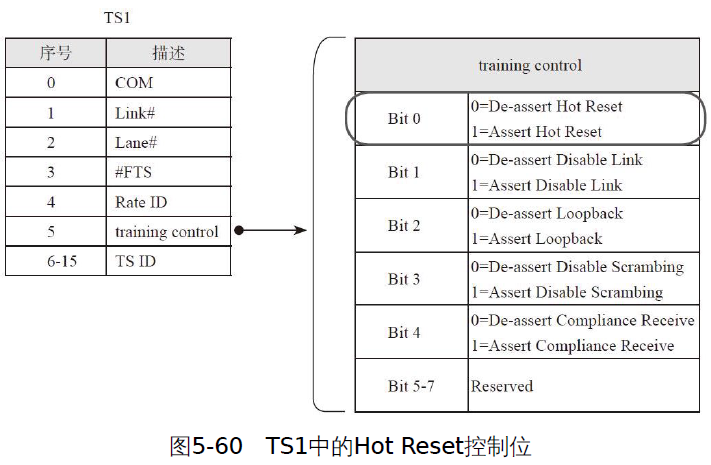 TS1
序号 描述
0 COM
1 Link#
2 Lane#
3 #FTS
4 Rate ID
5 training control
6-15 TS ID
training control
Bit 0
0=De-assert Hot Reset
1=Assert Hot Reset
Bit 1
0=De-assert Disable Link
1=Assert Disable Link
Bit 2
0=De-assert Loopback
1=Assert Loopback
Bit 3
0=De-assert Disable Scrambing
1=Assert Disable Scrambing
Bit 4
0=De-assert Compliance Receive
1=Assert Compliance Receive
Bit 5-7 Reserved
图5-60 TS1中的Hot Reset控制位